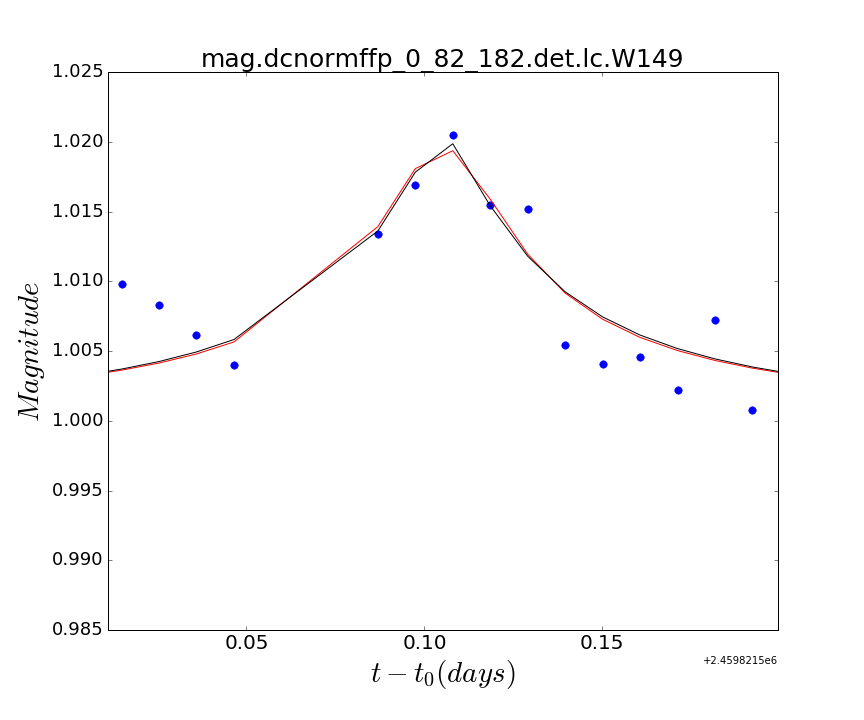 mag.dcnormffp_0_82_182.det.lc.W149
1.025
1.020
1.015
1.010
1.005
1.000
0.995
0.990
0.985
Magnitude
0.05 0.10 0.15
+2.4598215e6
t − t₀(days)